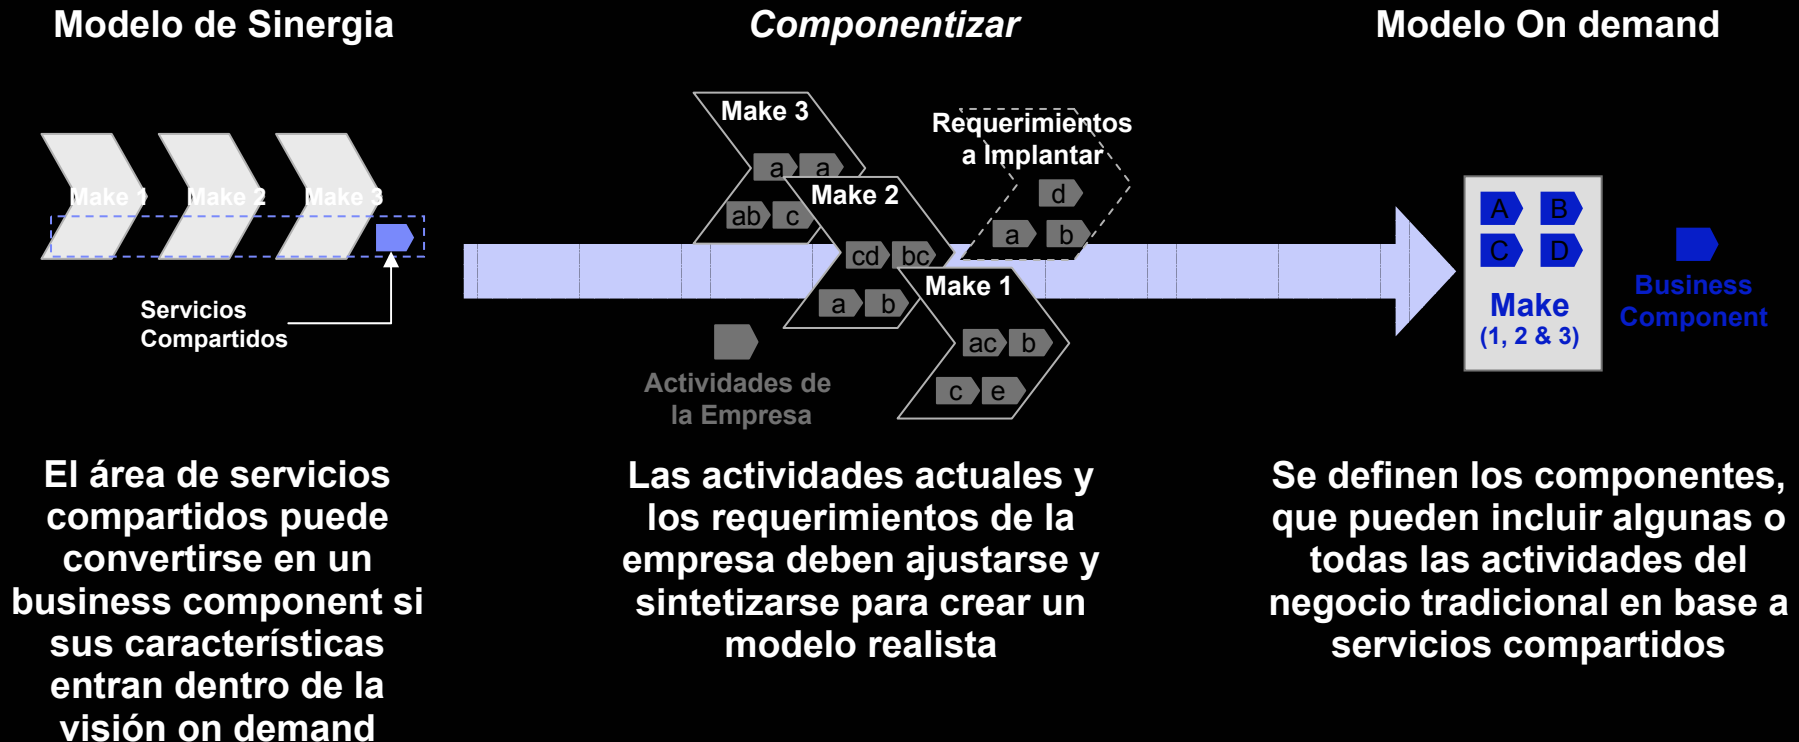 Modelo de Sinergia
Make 1
Make 2
Make 3
Servicios
Compartidos
El área de servicios
compartidos puede
convertirse en un
business component si
sus características
entran dentro de la
visión on demand
Componentizar
Make 3
a a
ab c
Make 2
cd bc
a b
Make 1
ac b
c e
Requerimientos
a Implantar
d
a b
Actividades de
la Empresa
Las actividades actuales y
los requerimientos de la
empresa deben ajustarse y
sintetizarse para crear un
modelo realista
Modelo On demand
A B
C D
Make
(1, 2 & 3)
Business
Component
Se definen los componentes,
que pueden incluir algunas o
todas las actividades del
negocio tradicional en base a
servicios compartidos